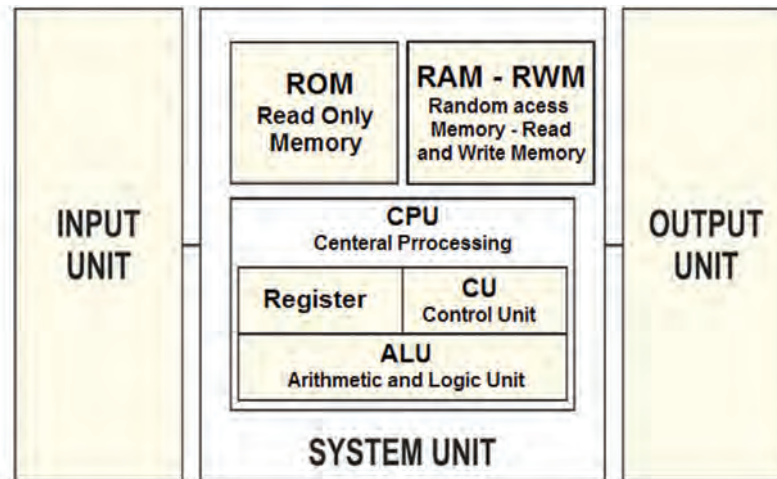 INPUT
UNIT
ROM
Read Only
Memory
RAM - RWM
Random acess
Memory - Read
and Write Memory
CPU
Centeral Prrocessing
Register
CU
Control Unit
ALU
Arithmetic and Logic Unit
SYSTEM UNIT
OUTPUT
UNIT